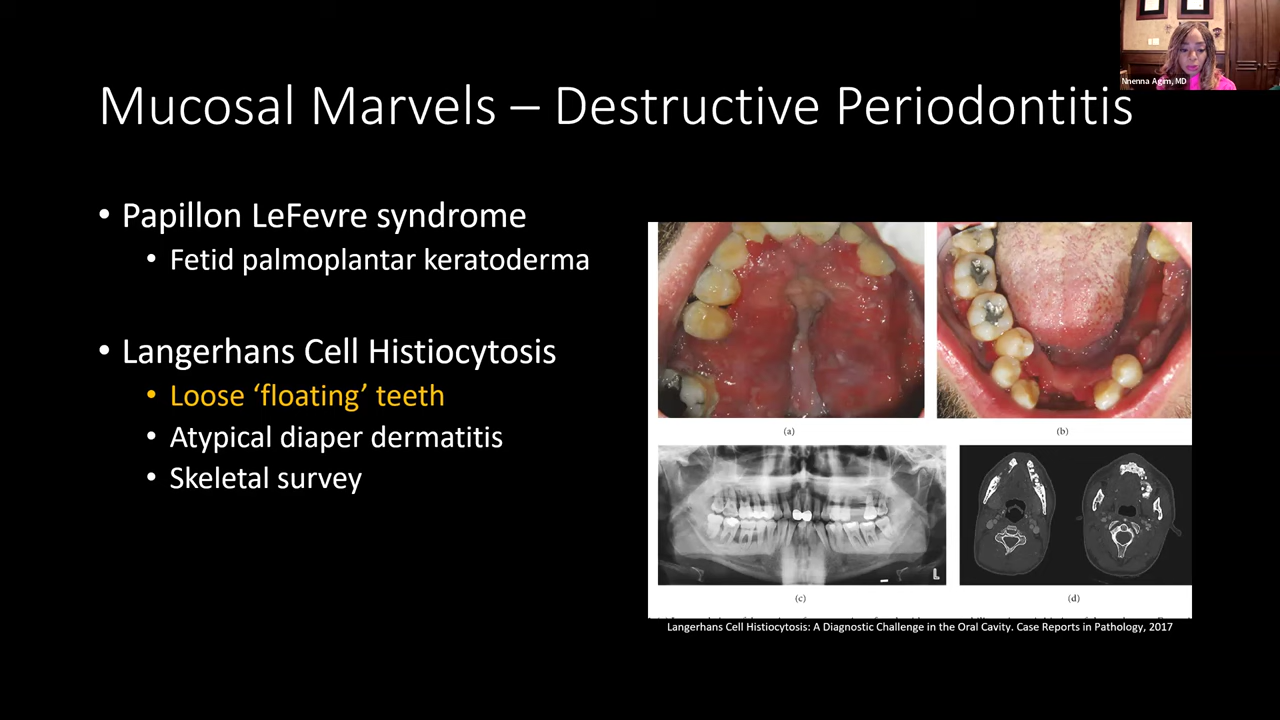 Nnenna Agim, MD
Mucosal Marvels – Destructive Periodontitis
• Papillon LeFevre syndrome
• Fetid palmoplantar keratoderma
• Langerhans Cell Histiocytosis
• Loose ‘floating’ teeth
• Atypical diaper dermatitis
• Skeletal survey
(a)
(b)
L
(c)
(d)
Langerhans Cell Histiocytosis: A Diagnostic Challenge in the Oral Cavity. Case Reports in Pathology, 2017